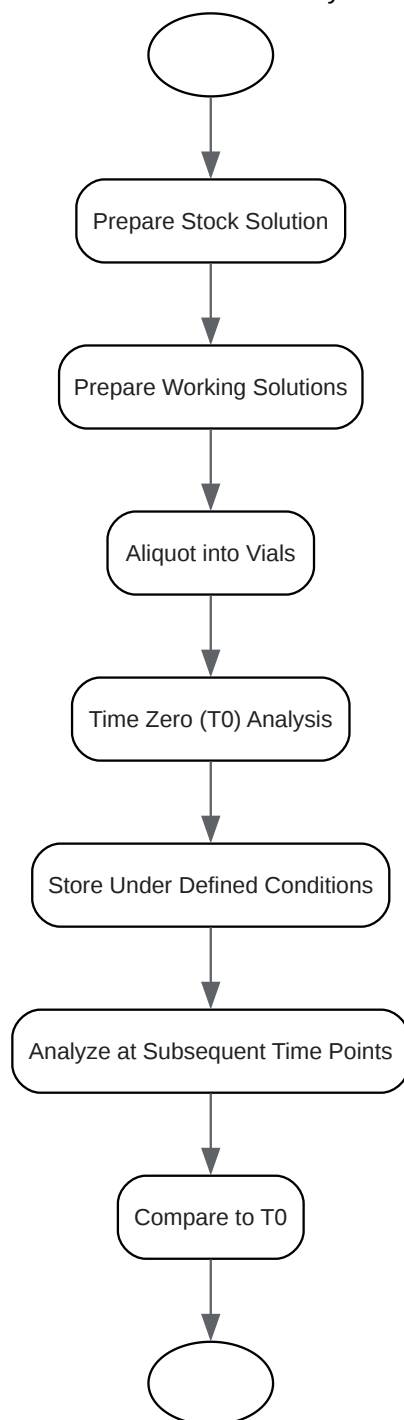 Prepare Stock Solution
Prepare Working Solutions
Aliquot into Vials
Time Zero (T0) Analysis
Store Under Defined Conditions
Analyze at Subsequent Time Points
Compare to T0